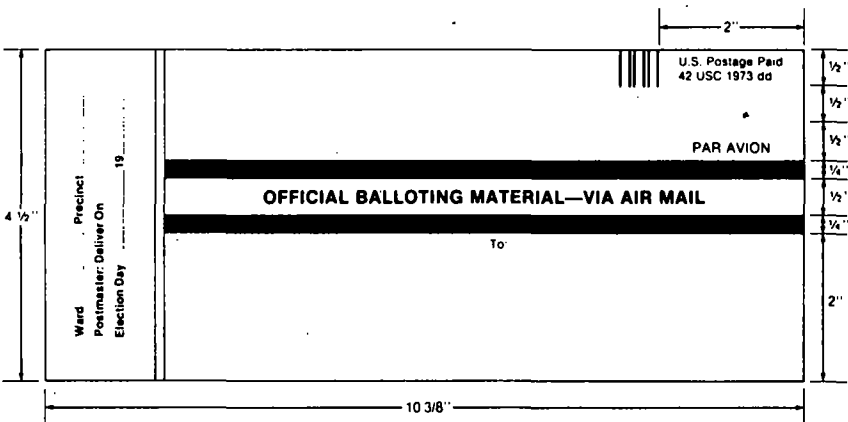 2"
U.S. Postage Paid
42 USC 1973 dd
½"
½"
½"
PAR AVION
¼"
OFFICIAL BALLOTING MATERIAL—VIA AIR MAIL
½"
¼"
To
2"
4 ½"
Ward Precinct
Postmaster: Deliver On
Election Day 19
10 3/8"